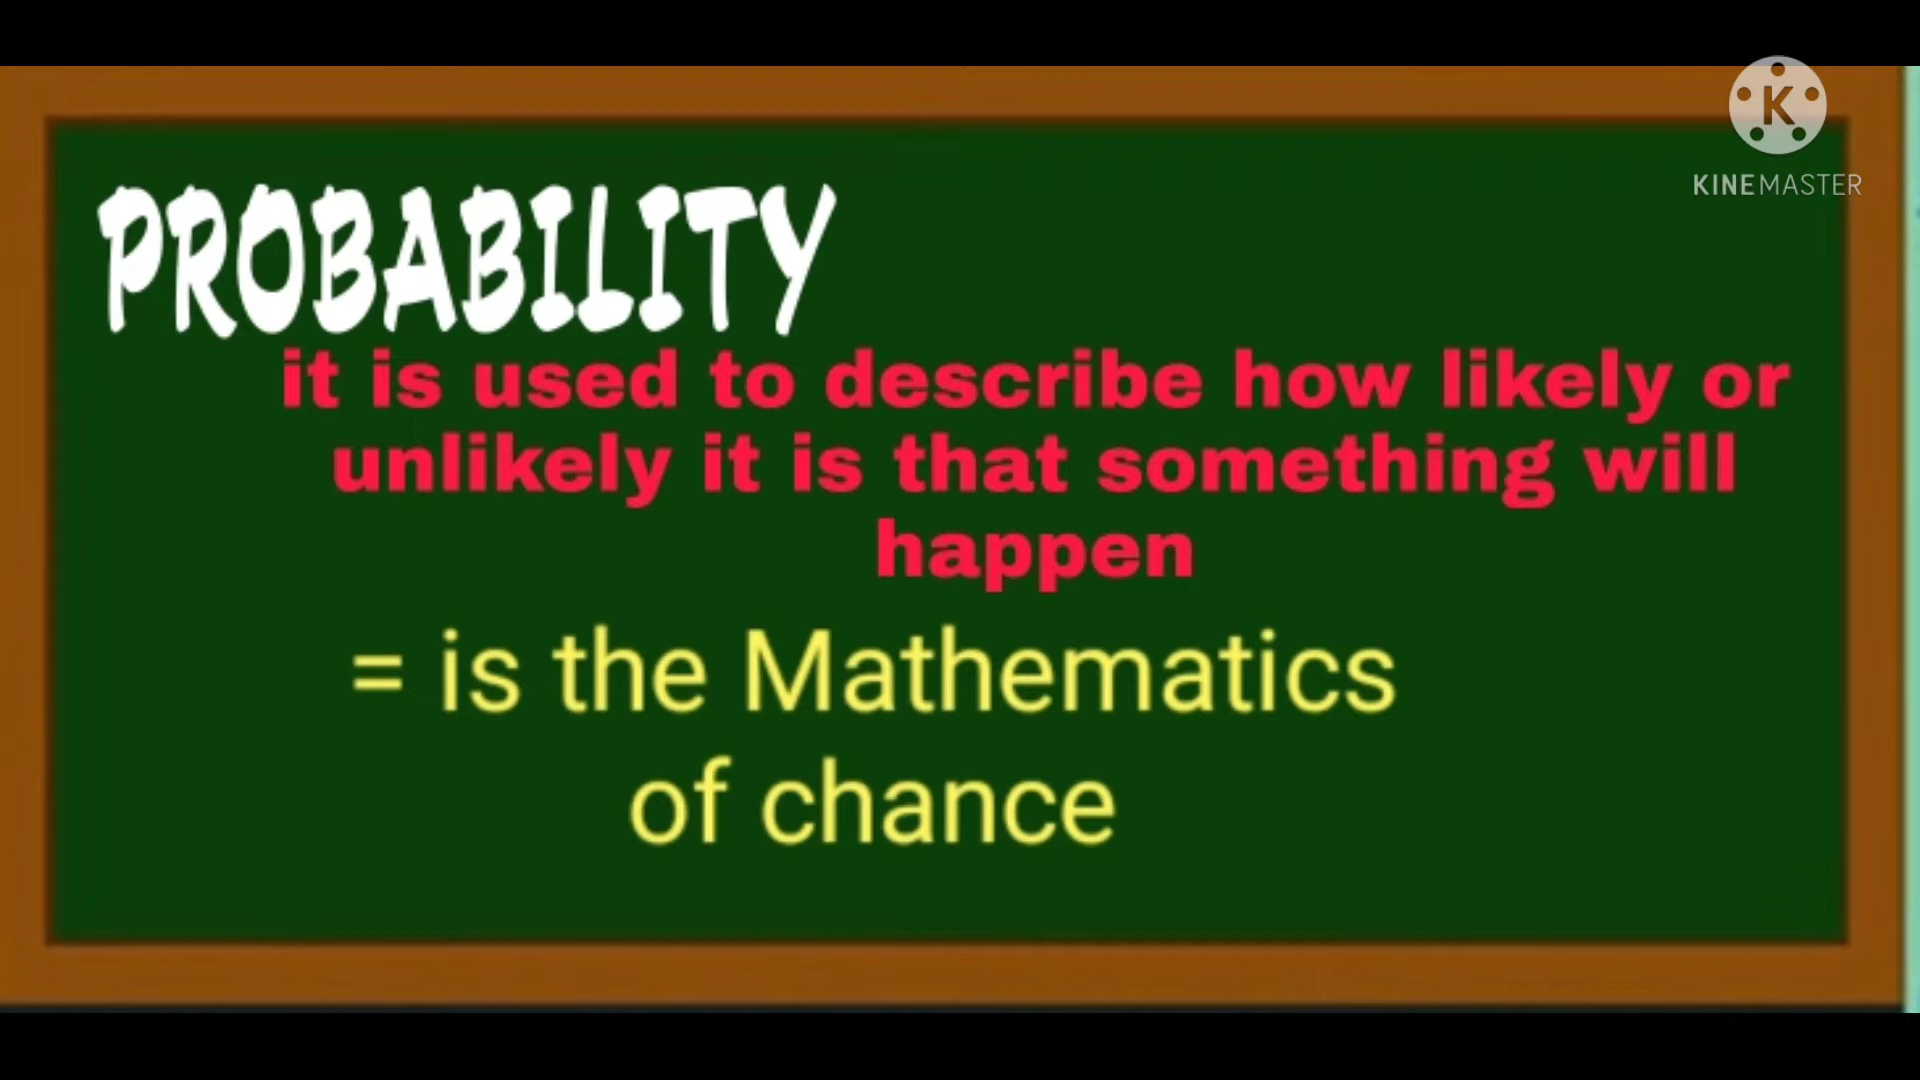 K
KINEMASTER
PROBABILITY
it is used to describe how likely or
unlikely it is that something will
happen
= is the Mathematics
of chance